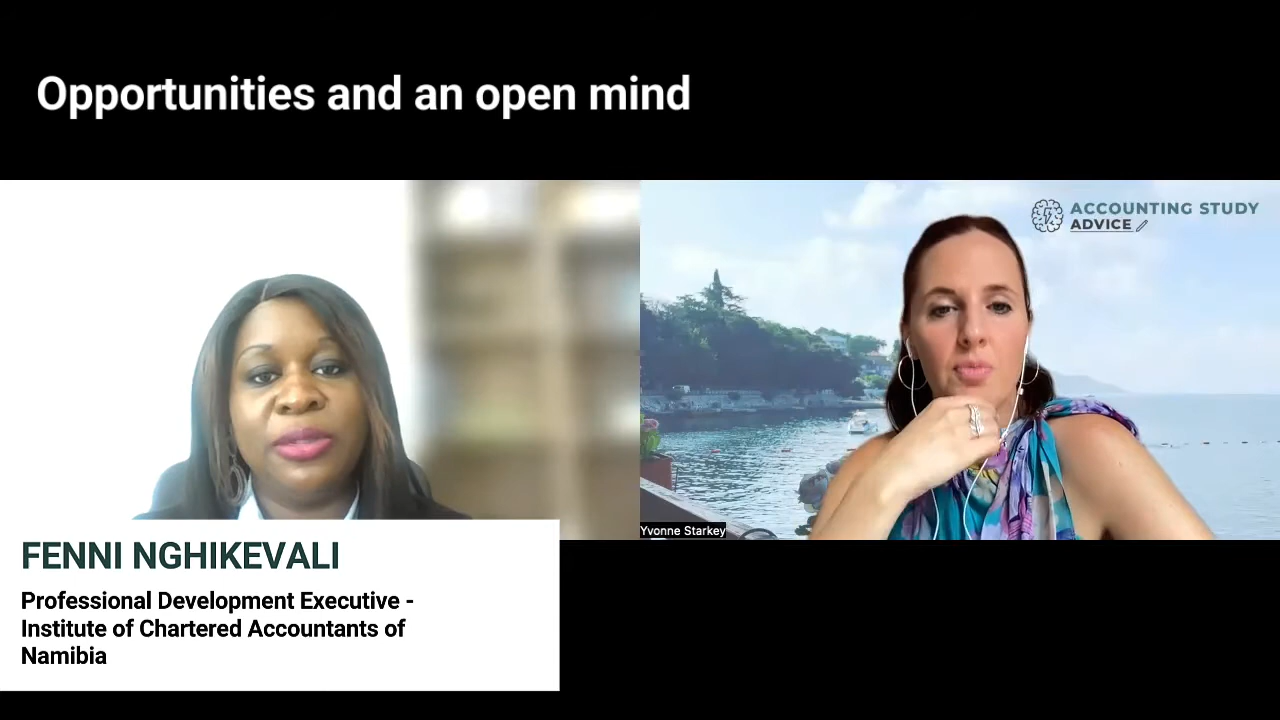 Opportunities and an open mind
ACCOUNTING STUDY
ADVICE
Yvonne Starkey
FENNI NGHIKEVALI
Professional Development Executive -
Institute of Chartered Accountants of
Namibia